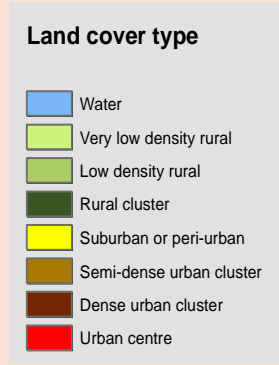 Land cover type
Water
Very low density rural
Low density rural
Rural cluster
Suburban or peri-urban
Semi-dense urban cluster
Dense urban cluster
Urban centre